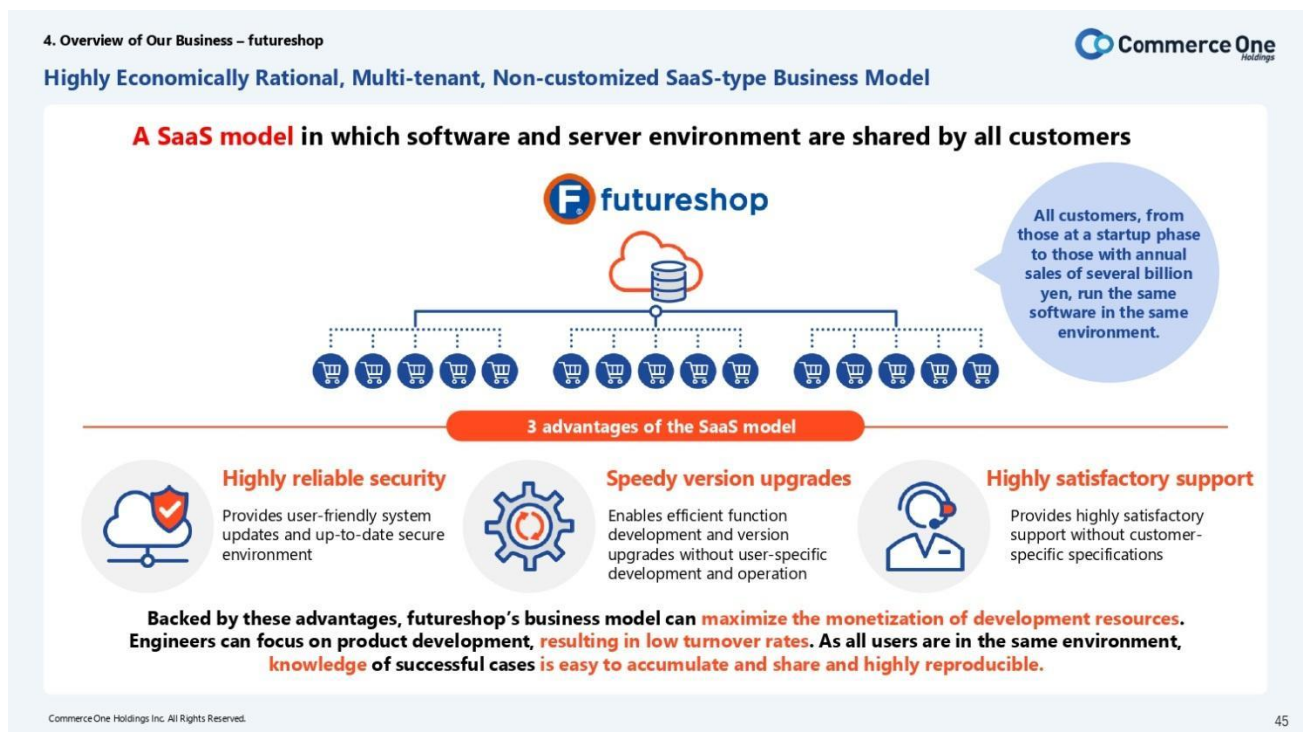 4. Overview of Our Business – futureshop
Commerce One
Holdings
Highly Economically Rational, Multi-tenant, Non-customized SaaS-type Business Model
A SaaS model in which software and server environment are shared by all customers
F
futureshop
All customers, from
those at a startup phase
to those with annual
sales of several billion
yen, run the same
software in the same
environment.
3 advantages of the SaaS model
Highly reliable security
Provides user-friendly system
updates and up-to-date secure
environment
Speedy version upgrades
Enables efficient function
development and version
upgrades without user-specific
development and operation
Highly satisfactory support
Provides highly satisfactory
support without customer-
specific specifications
Backed by these advantages, futureshop’s business model can maximize the monetization of development resources.
Engineers can focus on product development, resulting in low turnover rates. As all users are in the same environment,
knowledge of successful cases is easy to accumulate and share and highly reproducible.
Commerce One Holdings Inc. All Rights Reserved.
45